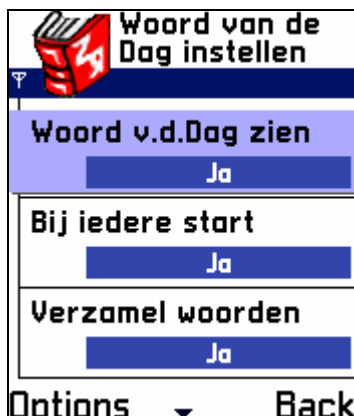 Woord van de
Dag instellen
Woord v.d.Dag zien
Ja
Bij iedere start
Ja
Verzamel woorden
Ja
Options
Back